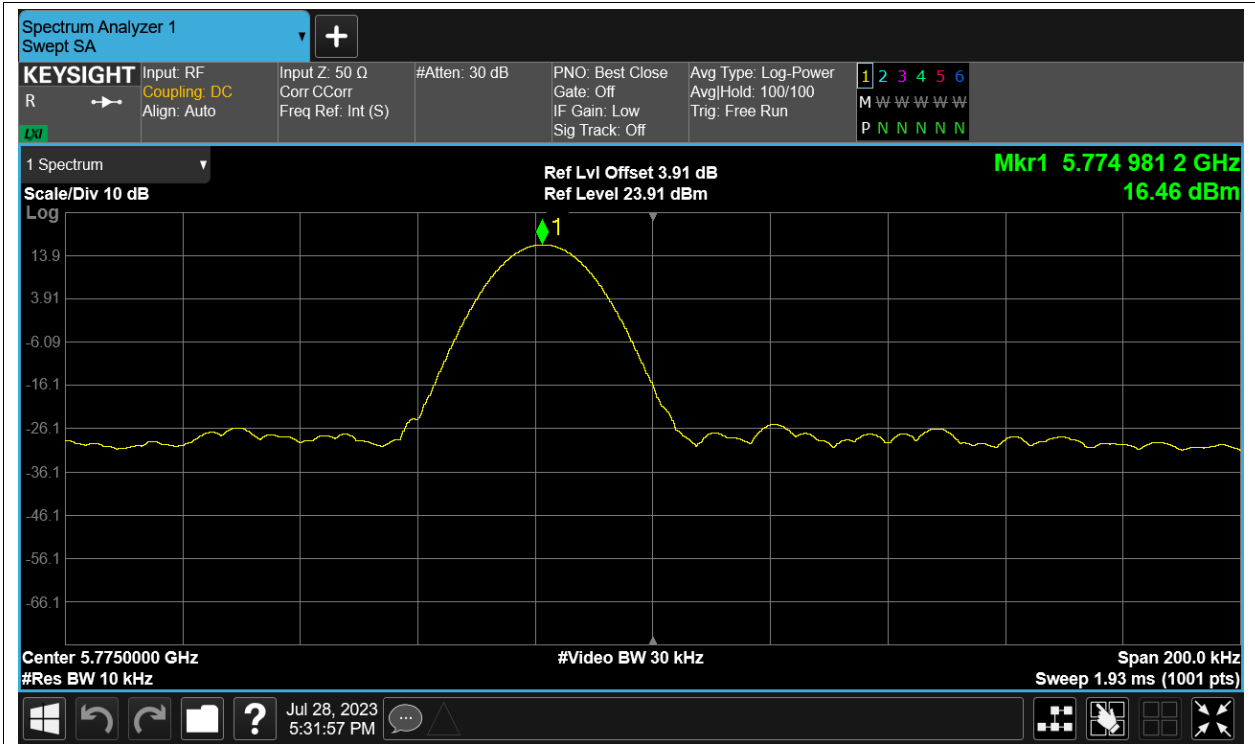 Spectrum Analyzer 1
Swept SA
+
KEYSIGHT Input: RF Input Z: 50 Ω #Atten: 30 dB PNO: Best Close Avg Type: Log-Power 1 2 3 4 5 6
R Coupling: DC Corr CCorr Gate: Off Avg|Hold: 100/100 M W W W W W
Align: Auto Freq Ref: Int (S) IF Gain: Low Trig: Free Run
LXI Sig Track: Off P N N N N N
1 Spectrum Ref Lvl Offset 3.91 dB Mkr1 5.774 981 2 GHz
Scale/Div 10 dB Ref Level 23.91 dBm 16.46 dBm
Log
1
13.9
3.91
-6.09
-16.1
-26.1
-36.1
-46.1
-56.1
-66.1
Center 5.7750000 GHz #Video BW 30 kHz Span 200.0 kHz
#Res BW 10 kHz Sweep 1.93 ms (1001 pts)
? Jul 28, 2023
5:31:57 PM